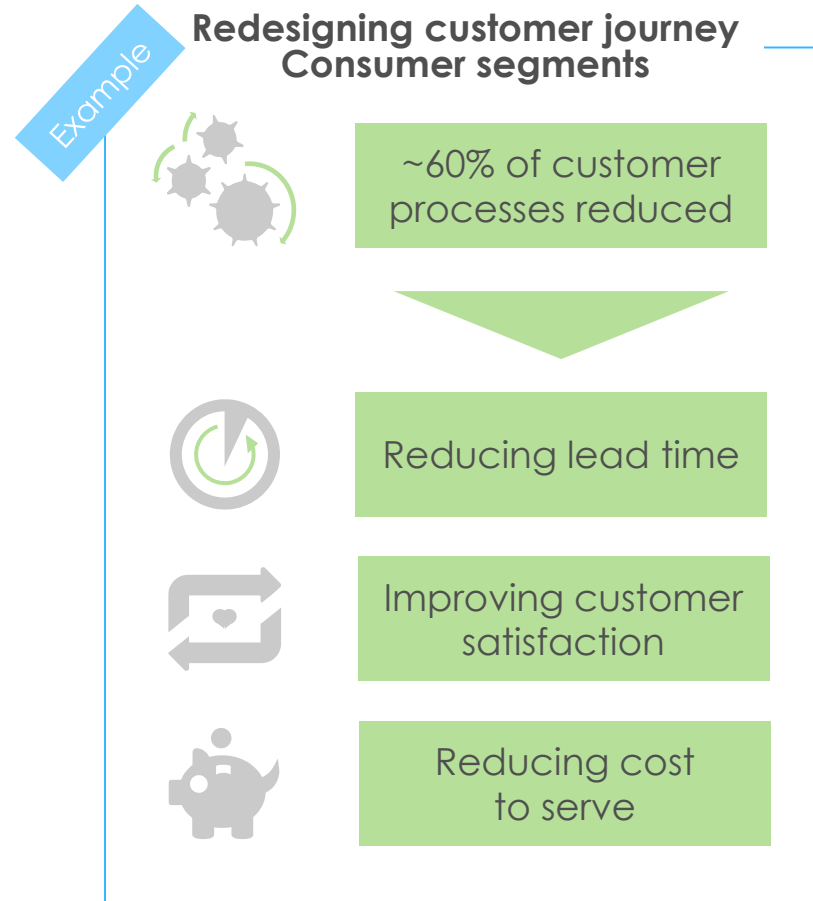 Redesigning customer journey
Consumer segments
Example
~60% of customer
processes reduced
Reducing lead time
Improving customer
satisfaction
Reducing cost
to serve